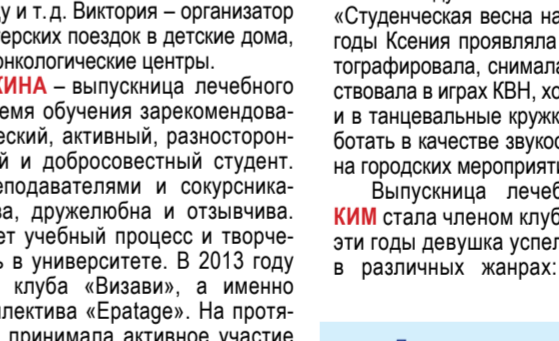 у и т. д. Виктория – организатор
терских поездок в детские дома,
онкологические центры.
КИНА – выпускница лечебного
емя обучения зарекомендова-
еский, активный, разносторон-
й и добросовестный студент.
еподавателями и сокурсника-
ва, дружелюбна и отзывчива.
ет учебный процесс и творче-
ь в университете. В 2013 году
клуба «Визави», а именно
ллектива «Epatage». На протя-
принимала активное участие
«Студенческая весна на
годы Ксения проявляла
тографировала, снимала
ствовала в играх КВН, хо
и в танцевальные кружк
ботать в качестве звукос
на городских мероприяти
Выпускница лечеб
КИМ стала членом клуб
эти годы девушка успел
в различных жанрах: